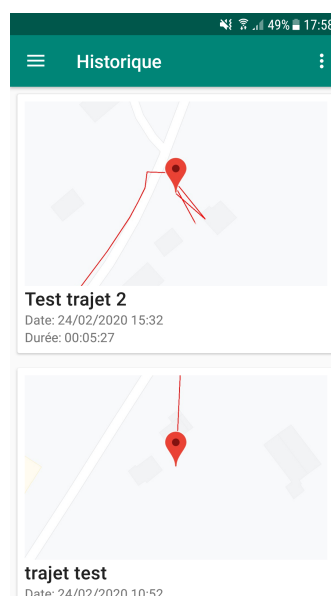 49% 17:58
Historique
Test trajet 2
Date: 24/02/2020 15:32
Durée: 00:05:27
trajet test
Date: 24/02/2020 10:52